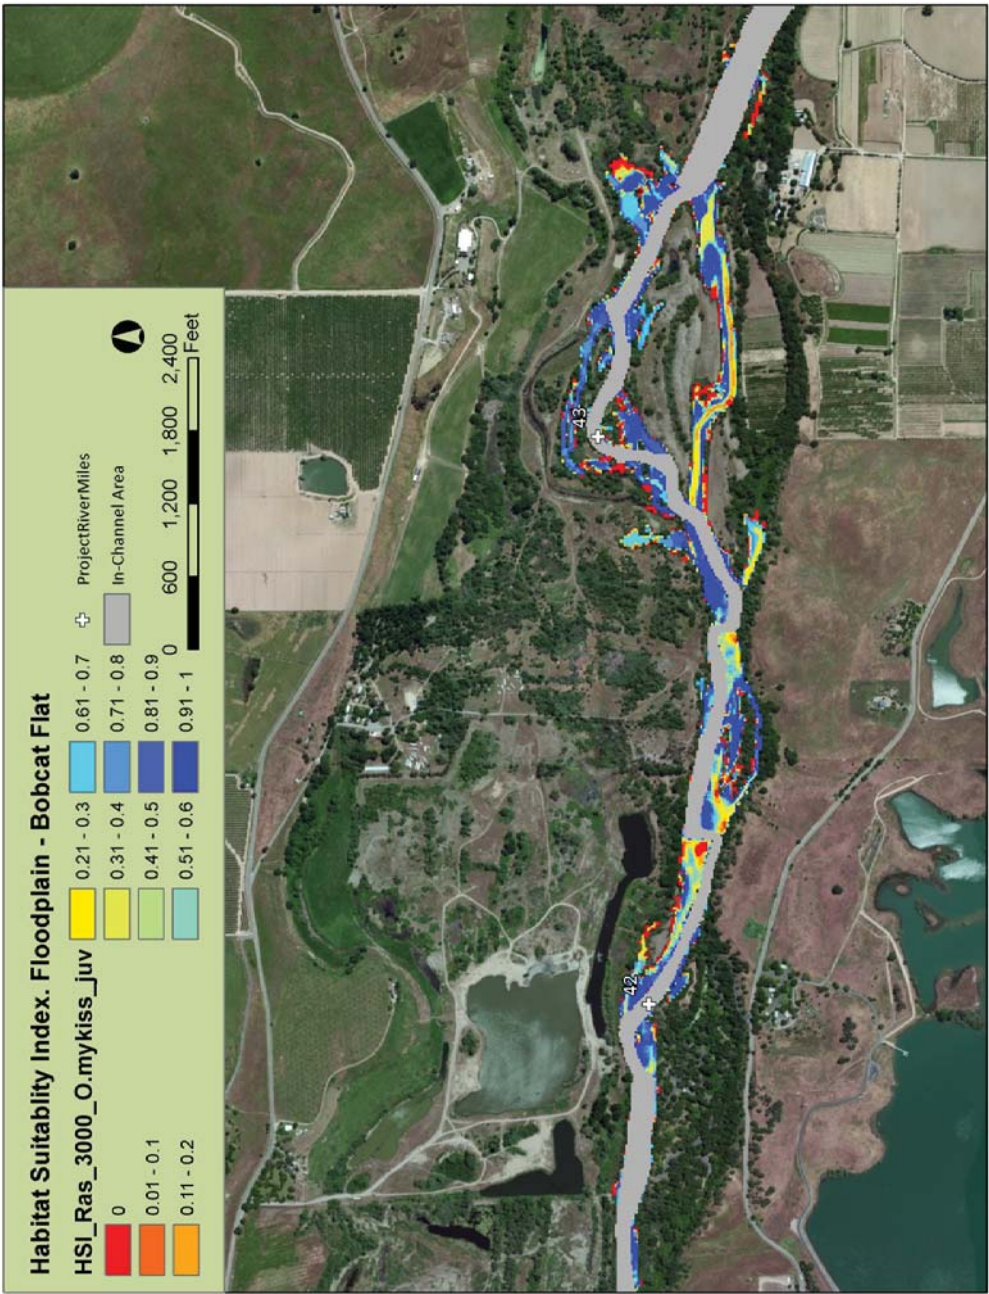 Habitat Suitablity Index. Floodplain - Bobcat Flat
HSI_Ras_3000_O.mykiss_juv
0
0.01 - 0.1
0.11 - 0.2
0.21 - 0.3
0.31 - 0.4
0.41 - 0.5
0.51 - 0.6
0.61 - 0.7
0.71 - 0.8
0.81 - 0.9
0.91 - 1
ProjectRiverMiles
In-Channel Area
0 600 1,200 1,800 2,400
Feet
42
43